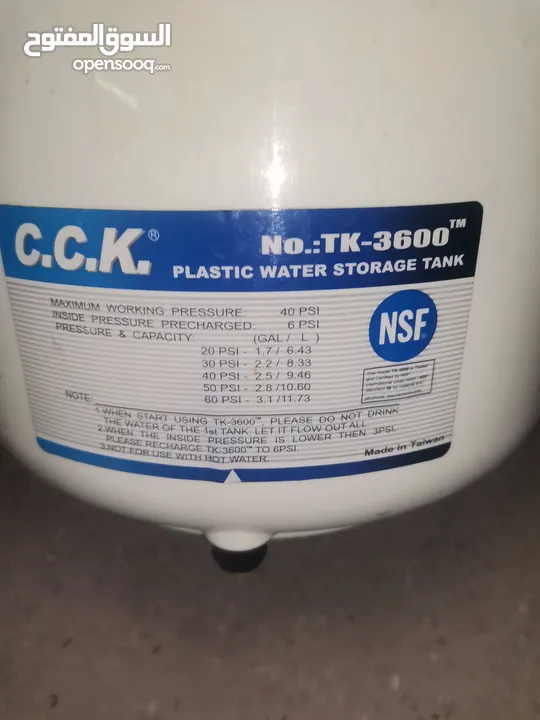 السوق المفتوح
opensooq.com
C.C.K.®
No.:TK-3600™
PLASTIC WATER STORAGE TANK
MAXIMUM WORKING PRESSURE: 40 PSI
INSIDE PRESSURE PRECHARGED: 6 PSI
PRESSURE & CAPACITY: (GAL / L)
20 PSI - 1.7 / 6.43
30 PSI - 2.2 / 8.33
40 PSI - 2.5 / 9.46
50 PSI - 2.8 /10.60
60 PSI - 3.1 /11.73
NSF
NOTE
1.WHEN START USING TK-3600™, PLEASE DO NOT DRINK
THE WATER OF THE 1st TANK. LET IT FLOW OUT ALL.
2.WHEN THE INSIDE PRESSURE IS LOWER THEN 3PSI.
PLEASE RECHARGE TK-3600™ TO 6PSI.
3.NOT FOR USE WITH HOT WATER.
Made in Taiwan